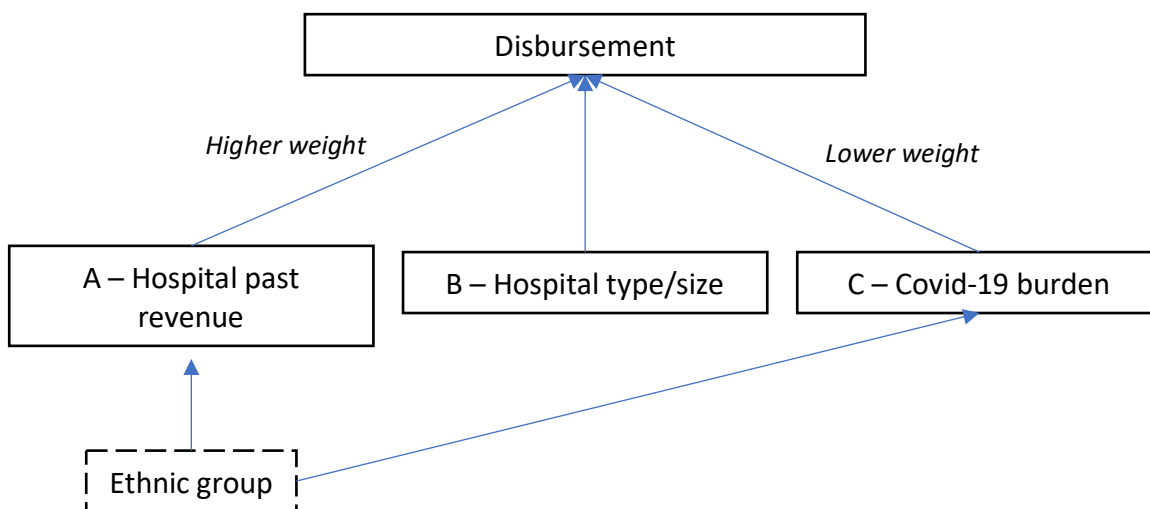 Disbursement
Higher weight
Lower weight
A – Hospital past
revenue
B – Hospital type/size
C – Covid-19 burden
Ethnic group